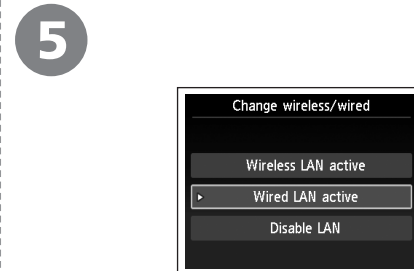 5
Change wireless/wired
Wireless LAN active
Wired LAN active
Disable LAN